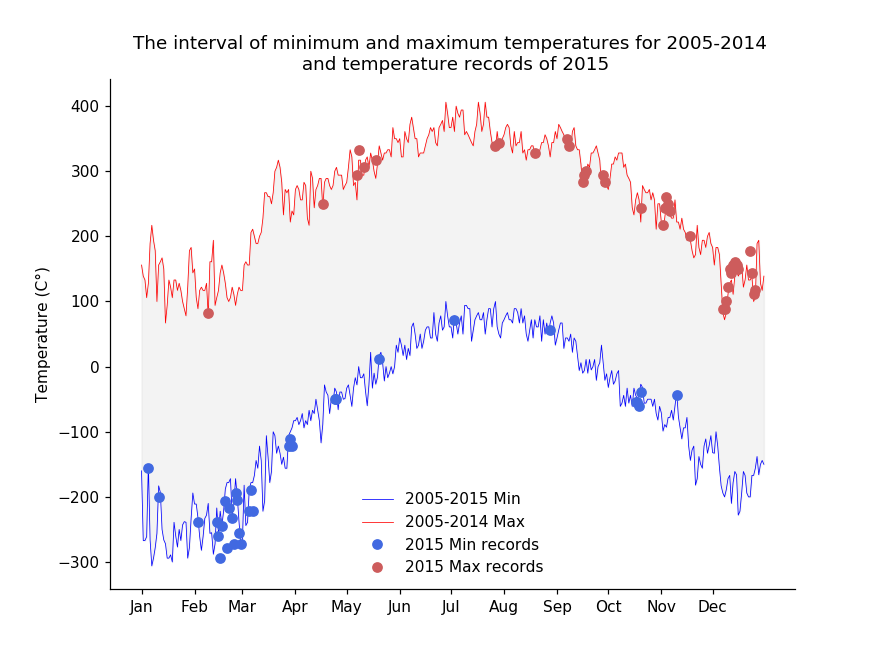 The interval of minimum and maximum temperatures for 2005-2014
and temperature records of 2015
Temperature (C°)
400
300
200
100
0
−100
−200
−300
Jan Feb Mar Apr May Jun Jul Aug Sep Oct Nov Dec
2005-2015 Min
2005-2014 Max
2015 Min records
2015 Max records